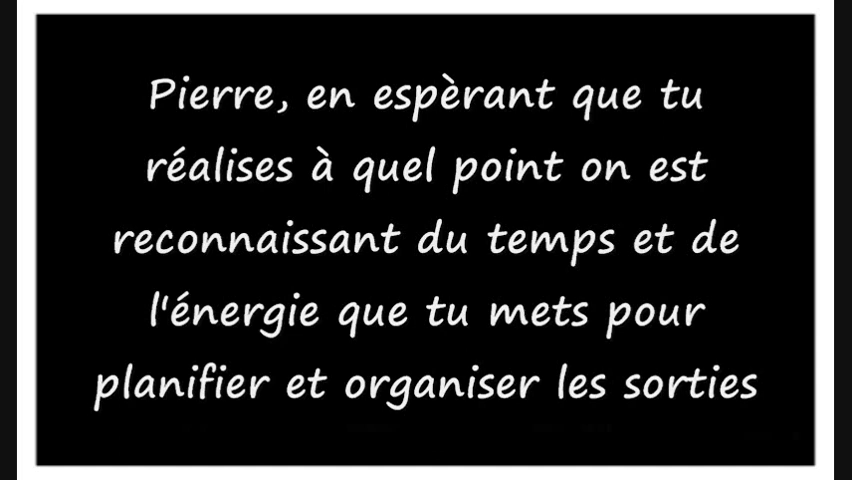 Pierre, en espèrant que tu
réalises à quel point on est
reconnaissant du temps et de
l'énergie que tu mets pour
planifier et organiser les sorties